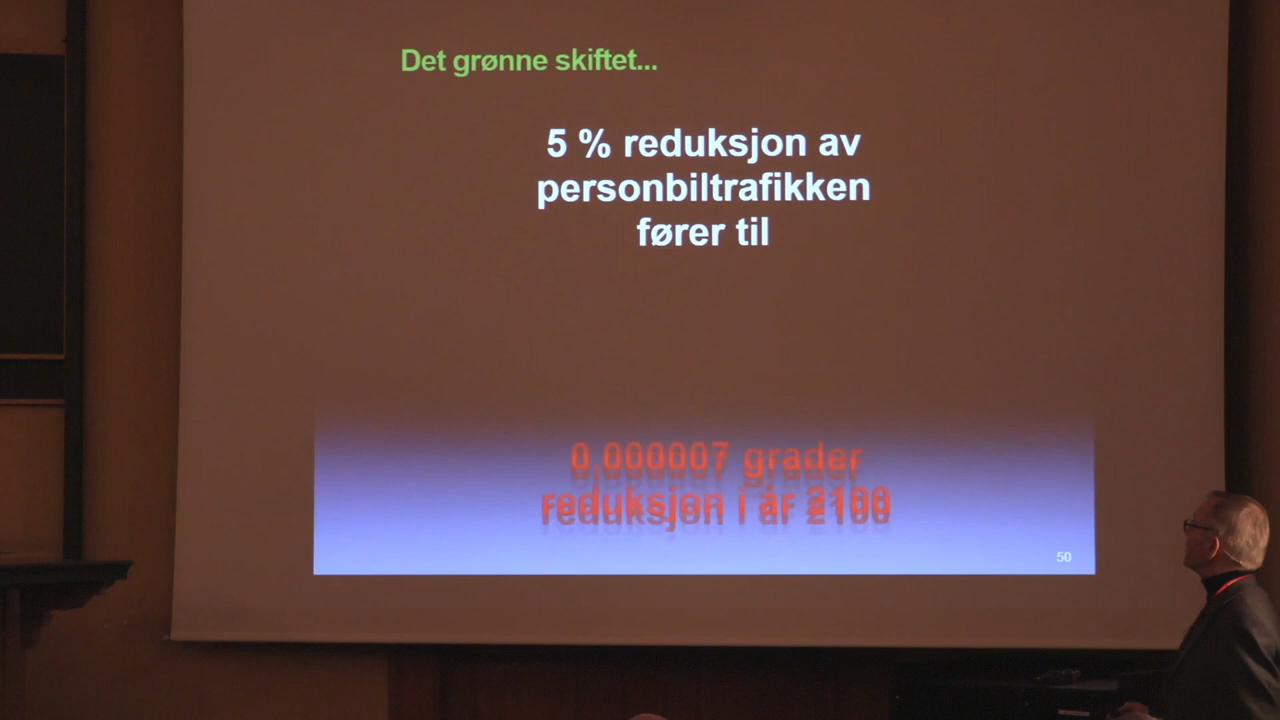 Det grønne skiftet...
5 % reduksjon av
personbiltrafikken
fører til
0,000007 grader
reduksjon i år 2100
50